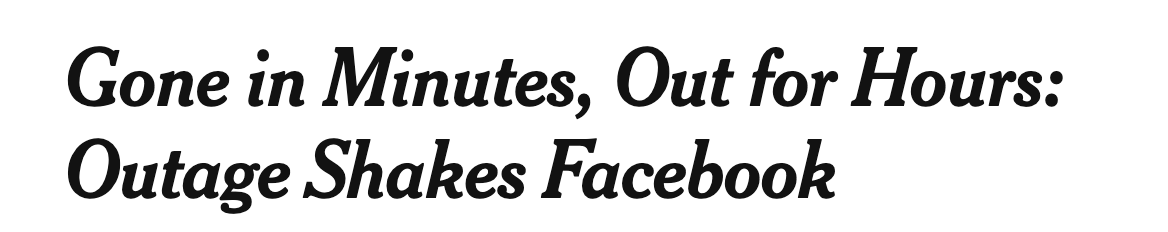 Gone in Minutes, Out for Hours:
Outage Shakes Facebook